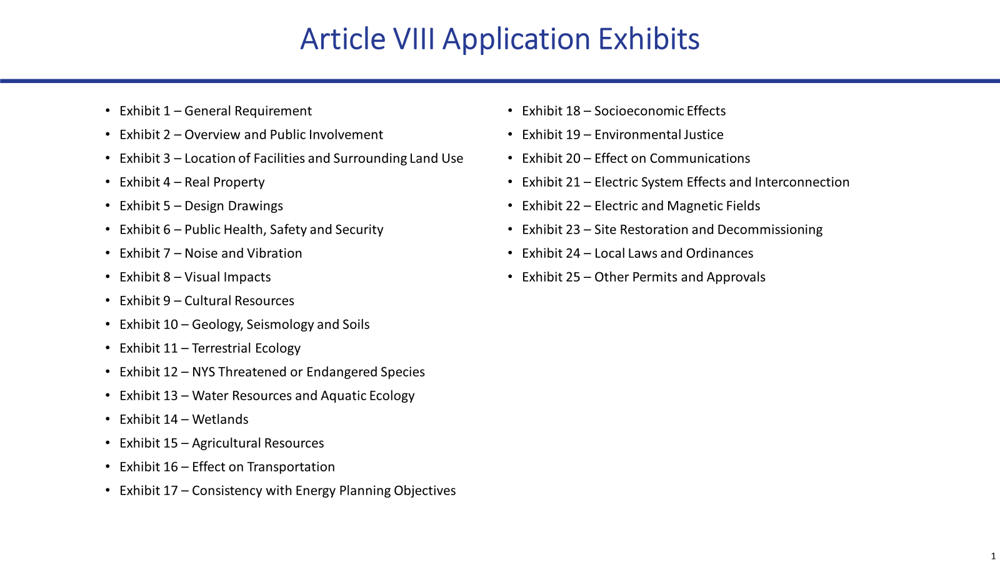 Article VIII Application Exhibits
• Exhibit 1 – General Requirement
• Exhibit 2 – Overview and Public Involvement
• Exhibit 3 – Location of Facilities and Surrounding Land Use
• Exhibit 4 – Real Property
• Exhibit 5 – Design Drawings
• Exhibit 6 – Public Health, Safety and Security
• Exhibit 7 – Noise and Vibration
• Exhibit 8 – Visual Impacts
• Exhibit 9 – Cultural Resources
• Exhibit 10 – Geology, Seismology and Soils
• Exhibit 11 – Terrestrial Ecology
• Exhibit 12 – NYS Threatened or Endangered Species
• Exhibit 13 – Water Resources and Aquatic Ecology
• Exhibit 14 – Wetlands
• Exhibit 15 – Agricultural Resources
• Exhibit 16 – Effect on Transportation
• Exhibit 17 – Consistency with Energy Planning Objectives
• Exhibit 18 – Socioeconomic Effects
• Exhibit 19 – Environmental Justice
• Exhibit 20 – Effect on Communications
• Exhibit 21 – Electric System Effects and Interconnection
• Exhibit 22 – Electric and Magnetic Fields
• Exhibit 23 – Site Restoration and Decommissioning
• Exhibit 24 – Local Laws and Ordinances
• Exhibit 25 – Other Permits and Approvals
1